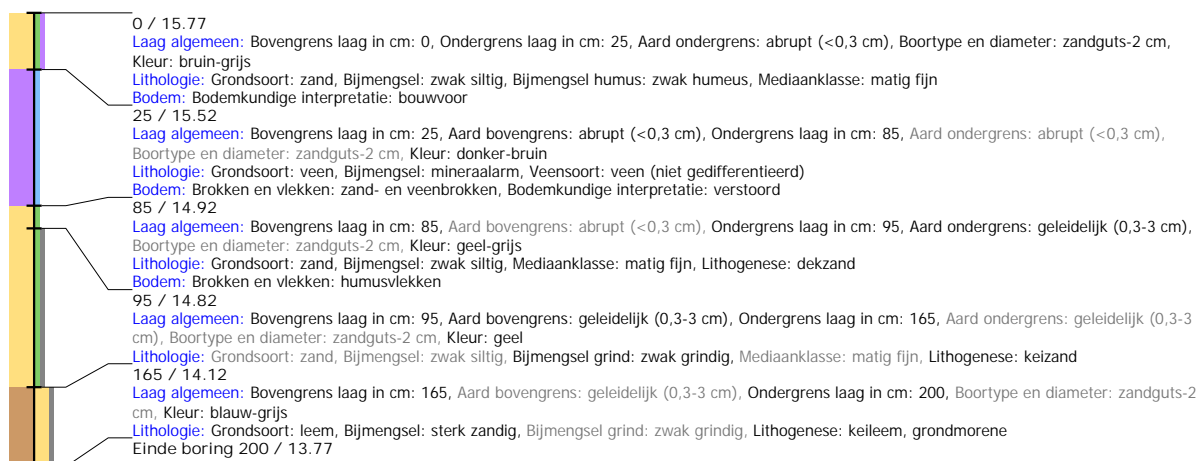 0 / 15.77
Laag algemeen: Bovengrens laag in cm: 0, Ondergrens laag in cm: 25, Aard ondergrens: abrupt (<0,3 cm), Boortype en diameter: zandguts-2 cm,
Kleur: bruin-grijs
Lithologie: Grondsoort: zand, Bijmengsel: zwak siltig, Bijmengsel humus: zwak humeus, Mediaanklasse: matig fijn
Bodem: Bodemkundige interpretatie: bouwvoor
25 / 15.52
Laag algemeen: Bovengrens laag in cm: 25, Aard bovengrens: abrupt (<0,3 cm), Ondergrens laag in cm: 85, Aard ondergrens: abrupt (<0,3 cm),
Boortype en diameter: zandguts-2 cm, Kleur: donker-bruin
Lithologie: Grondsoort: veen, Bijmengsel: mineraalarm, Veensoort: veen (niet gedifferentieerd)
Bodem: Brokken en vlekken: zand- en veenbrokken, Bodemkundige interpretatie: verstoord
85 / 14.92
Laag algemeen: Bovengrens laag in cm: 85, Aard bovengrens: abrupt (<0,3 cm), Ondergrens laag in cm: 95, Aard ondergrens: geleidelijk (0,3-3 cm),
Boortype en diameter: zandguts-2 cm, Kleur: geel-grijs
Lithologie: Grondsoort: zand, Bijmengsel: zwak siltig, Mediaanklasse: matig fijn, Lithogenese: dekzand
Bodem: Brokken en vlekken: humusvlekken
95 / 14.82
Laag algemeen: Bovengrens laag in cm: 95, Aard bovengrens: geleidelijk (0,3-3 cm), Ondergrens laag in cm: 165, Aard ondergrens: geleidelijk (0,3-3
cm), Boortype en diameter: zandguts-2 cm, Kleur: geel
Lithologie: Grondsoort: zand, Bijmengsel: zwak siltig, Bijmengsel grind: zwak grindig, Mediaanklasse: matig fijn, Lithogenese: keizand
165 / 14.12
Laag algemeen: Bovengrens laag in cm: 165, Aard bovengrens: geleidelijk (0,3-3 cm), Ondergrens laag in cm: 200, Boortype en diameter: zandguts-2
cm, Kleur: blauw-grijs
Lithologie: Grondsoort: leem, Bijmengsel: sterk zandig, Bijmengsel grind: zwak grindig, Lithogenese: keileem, grondmorene
Einde boring 200 / 13.77